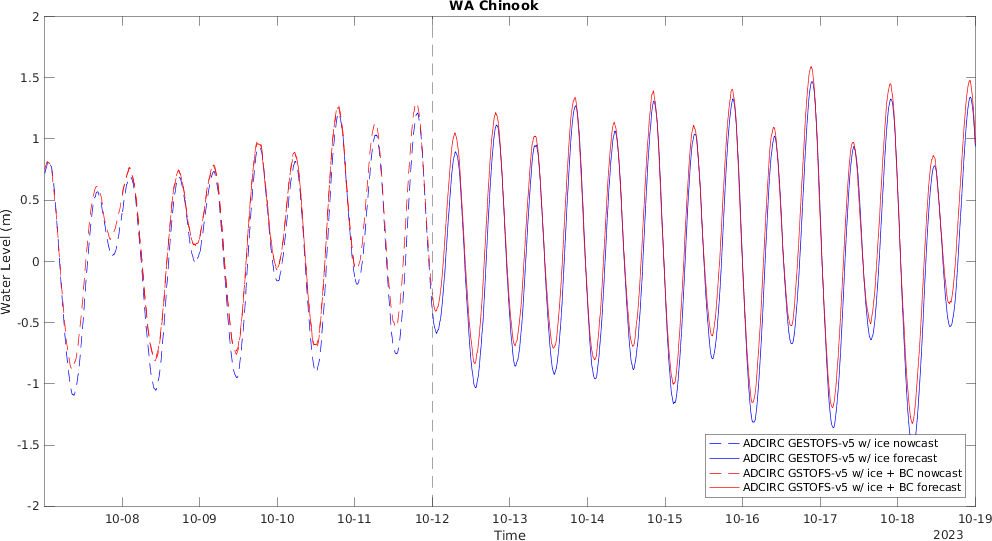 WA Chinook
2
1.5
1
0.5
0
-0.5
-1
-1.5
-2
Water Level (m)
10-08 10-09 10-10 10-11 10-12 10-13 10-14 10-15 10-16 10-17 10-18 10-19
Time
2023
ADCIRC GESTOFS-v5 w/ ice nowcast
ADCIRC GESTOFS-v5 w/ ice forecast
ADCIRC GSTOFS-v5 w/ ice + BC nowcast
ADCIRC GSTOFS-v5 w/ ice + BC forecast